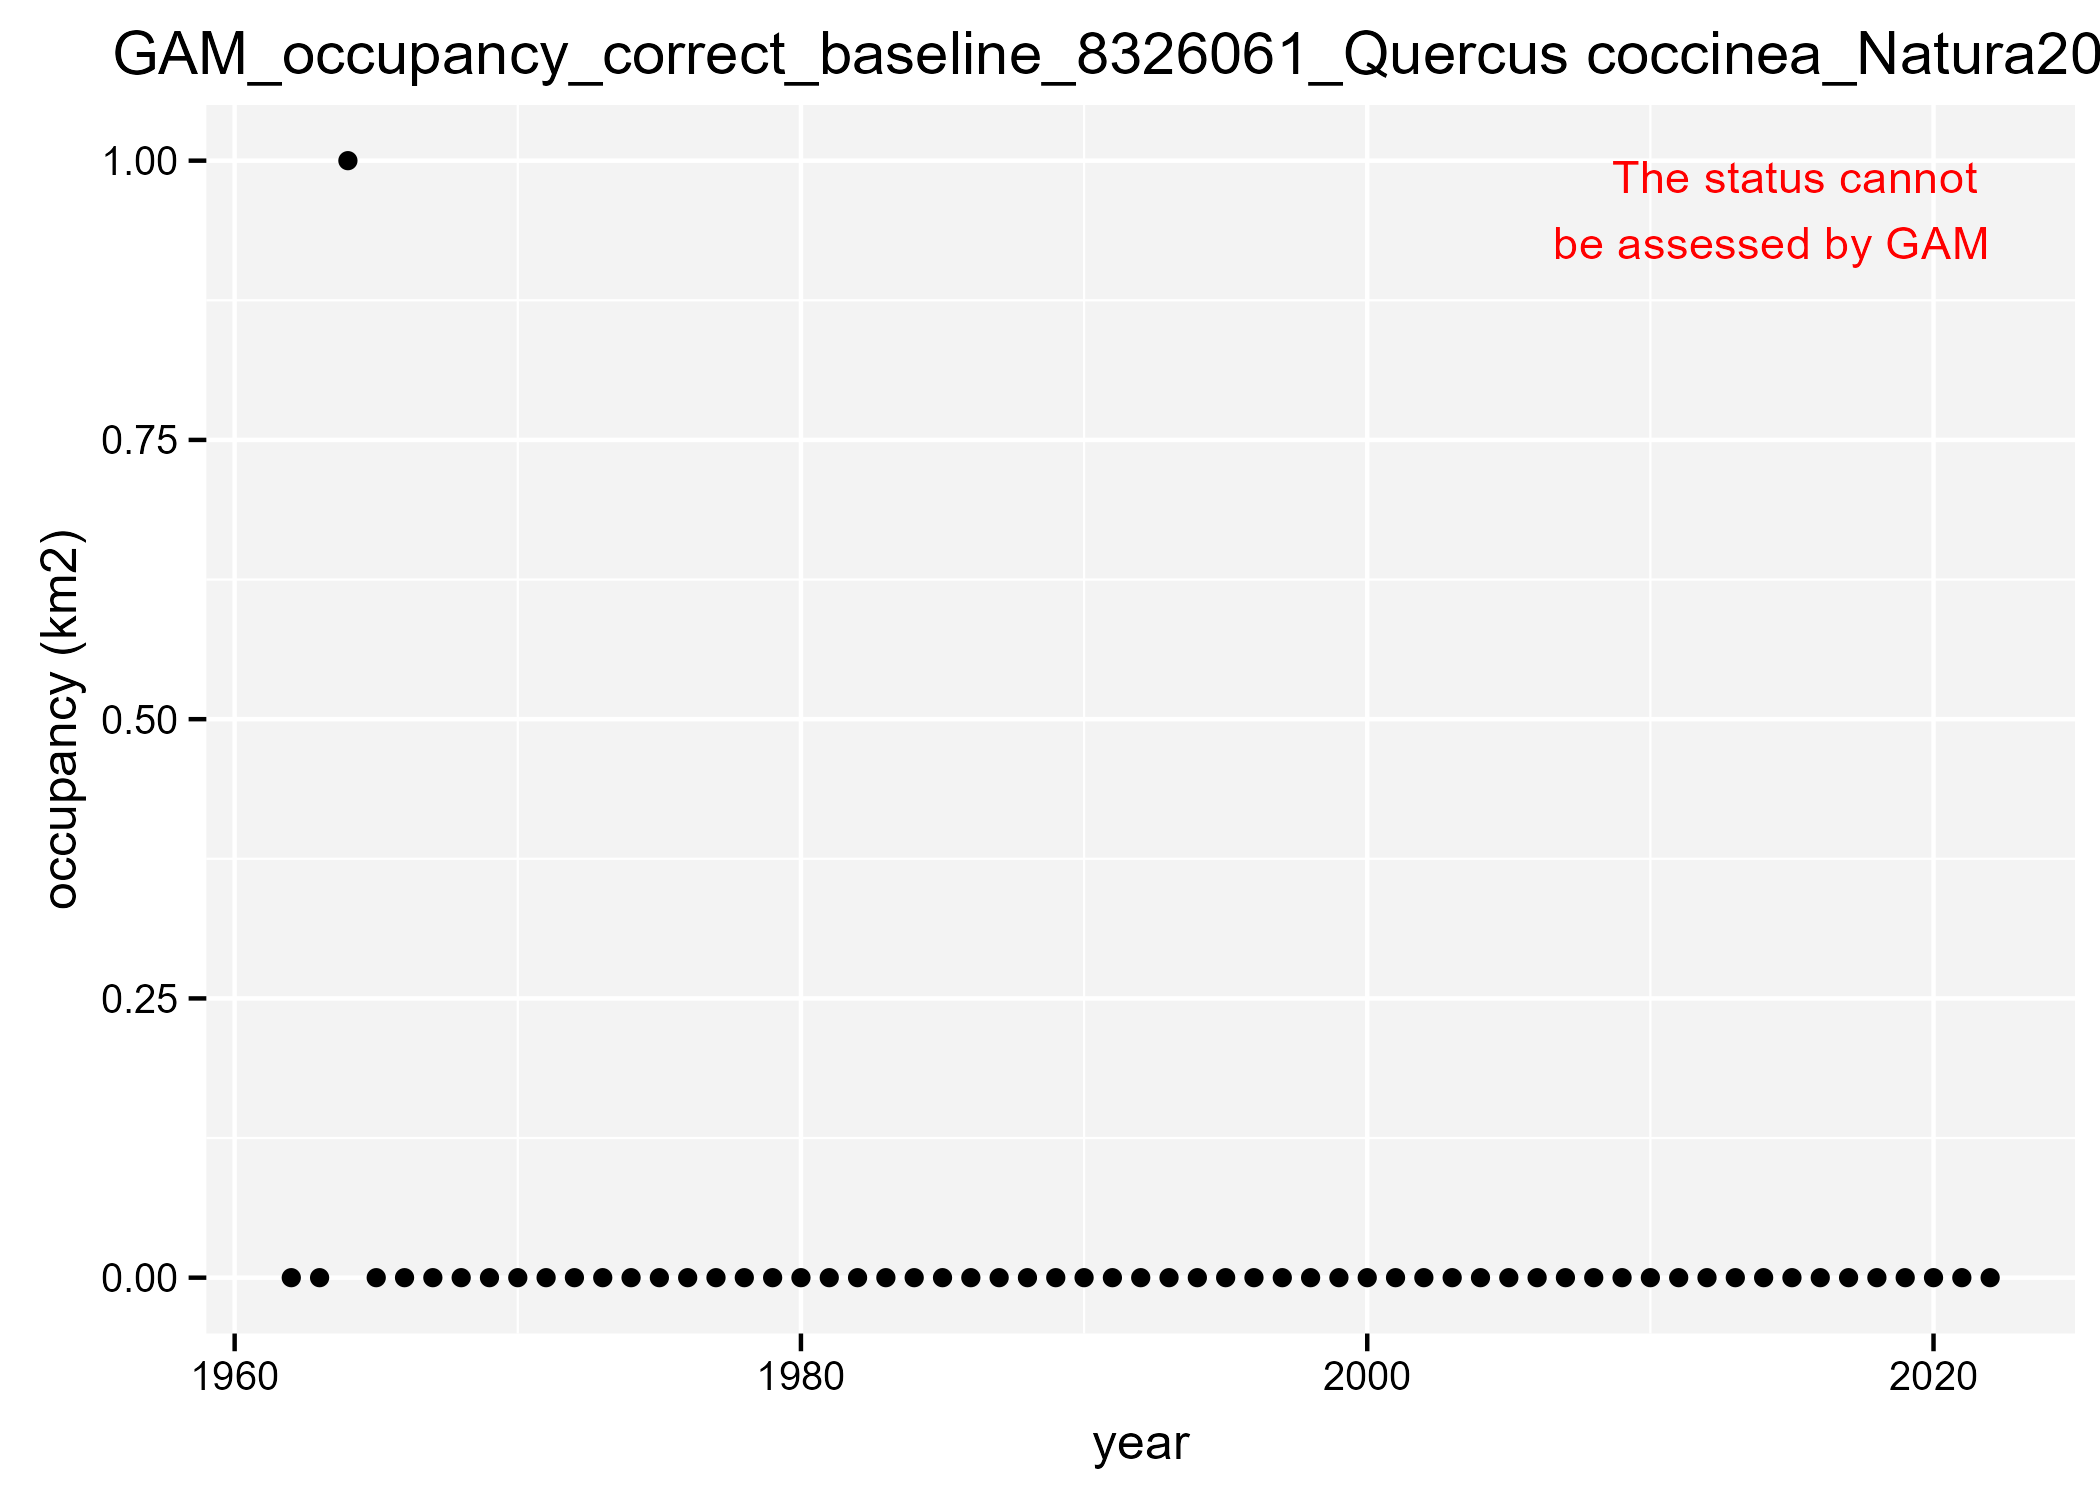 GAM_occupancy_correct_baseline_8326061_Quercus coccinea_Natura20
The status cannot
be assessed by GAM
1.00
0.75
0.50
0.25
0.00
occupancy (km2)
1960 1980 2000 2020
year